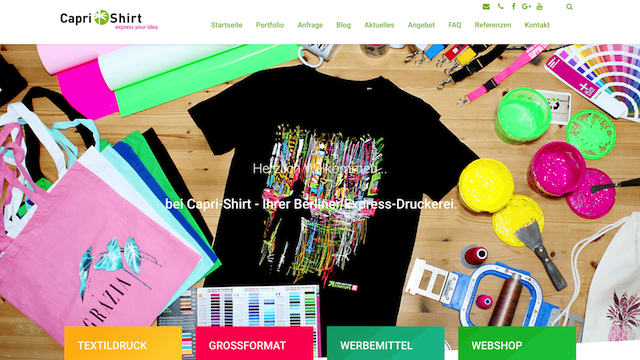 Capri Shirt
express your idea.
Startseite Portfolio Anfrage Blog Aktuelles Angebot FAQ Referenzen Kontakt
Herzlich Willkommen...
bei Capri-Shirt - Ihrer Berliner Express-Druckerei.
GRAZIA
TEXTILDRUCK
GROSSFORMAT
WERBEMITTEL
WEBSHOP